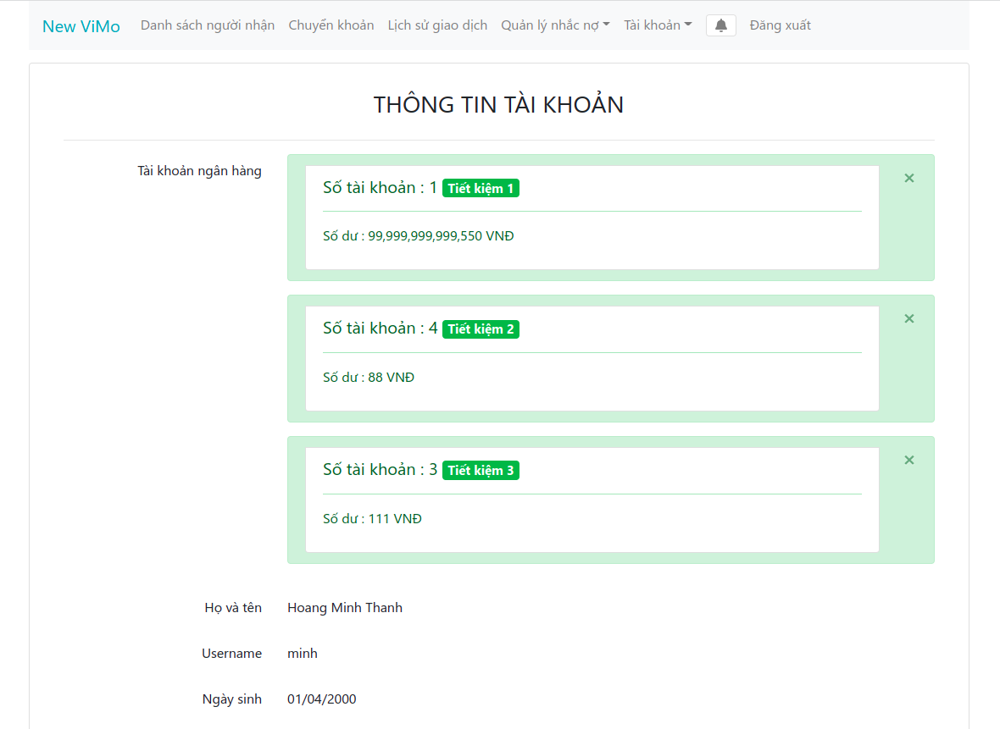 New ViMo Danh sách người nhận Chuyển khoản Lịch sử giao dịch Quản lý nhắc nợ Tài khoản Đăng xuất
THÔNG TIN TÀI KHOẢN
Tài khoản ngân hàng
Số tài khoản : 1 Tiết kiệm 1
×
Số dư : 99,999,999,999,550 VNĐ
Số tài khoản : 4 Tiết kiệm 2
×
Số dư : 88 VNĐ
Số tài khoản : 3 Tiết kiệm 3
×
Số dư : 111 VNĐ
Họ và tên Hoang Minh Thanh
Username minh
Ngày sinh 01/04/2000